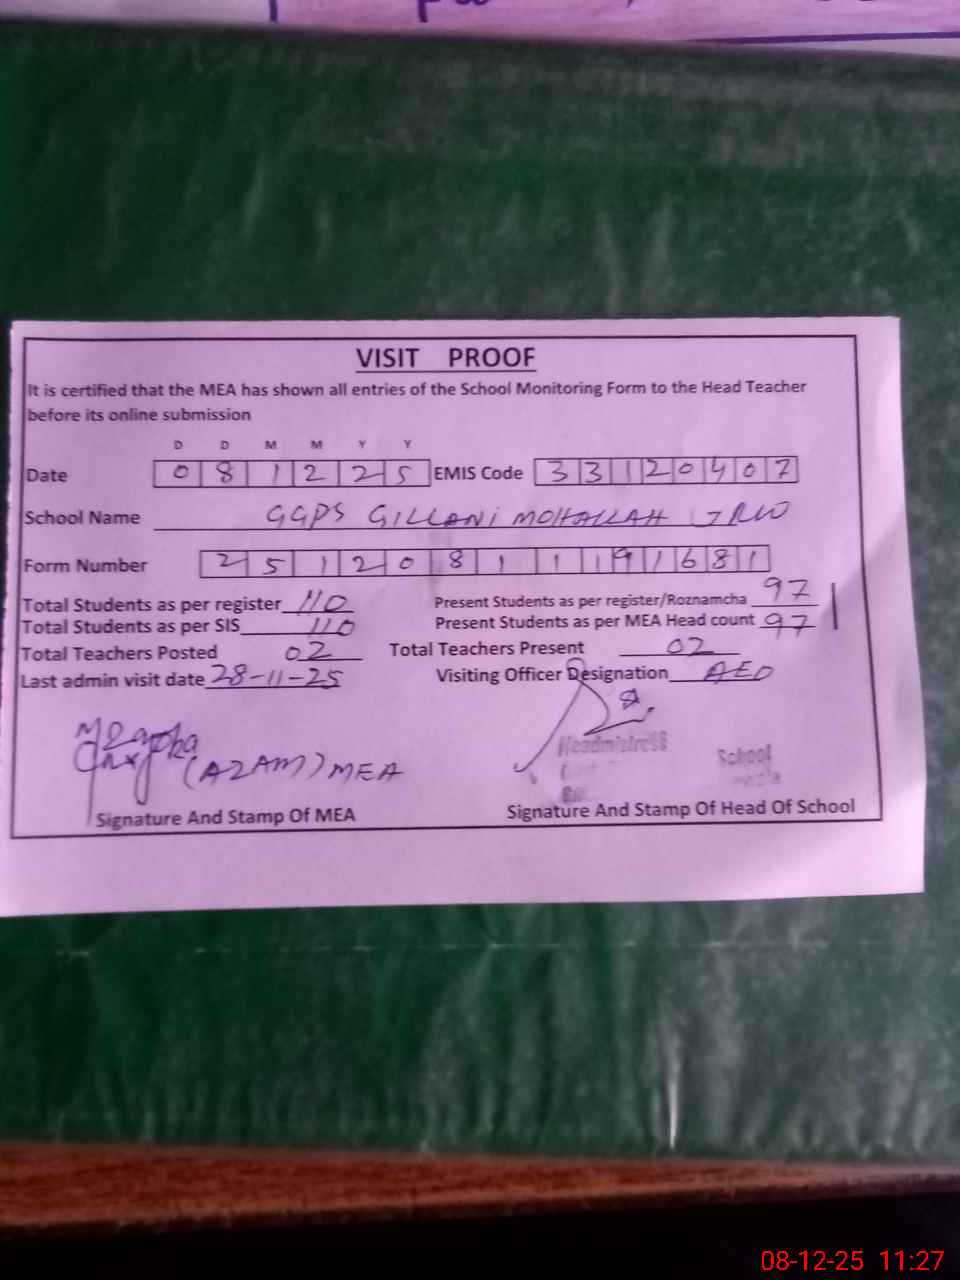 VISIT PROOF
It is certified that the MEA has shown all entries of the School Monitoring Form to the Head Teacher
before its online submission
D D M M Y Y
Date 0 8 1 2 2 5 EMIS Code 3 3 1 2 0 4 0 7
School Name GGPS GILLANI MOHALLAH JRW
Form Number 2 5 1 2 0 8 1 1 1 9 1 6 8 1
Total Students as per register 110 Present Students as per register/Roznamcha 97
Total Students as per SIS 110 Present Students as per MEA Head count 97
Total Teachers Posted 02 Total Teachers Present 02
Last admin visit date 28-11-25 Visiting Officer Designation AEO
(AZAM) MEA
Headmistress
School
Signature And Stamp Of MEA Signature And Stamp Of Head Of School
08-12-25 11:27